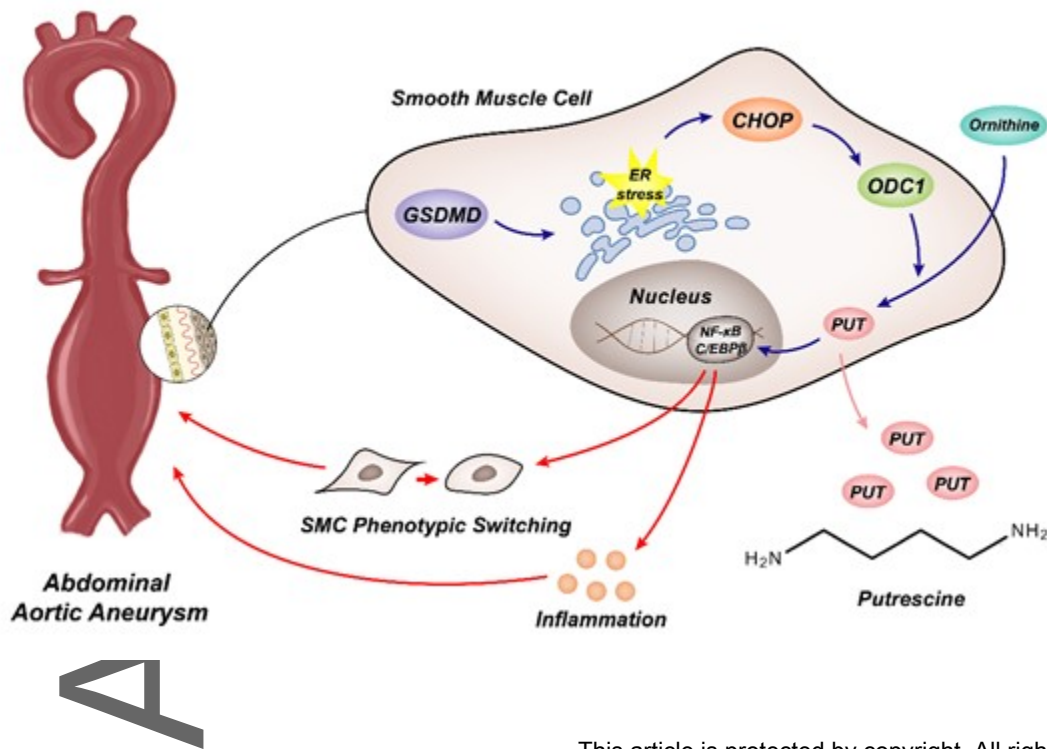 Smooth Muscle Cell
CHOP
Ornithine
ER
stress
ODC1
GSDMD
Nucleus
NF-κB
C/EBPβ
PUT
PUT
PUT
PUT
SMC Phenotypic Switching
H₂N
NH₂
Putrescine
Inflammation
Abdominal
Aortic Aneurysm
A
This article is protected by copyright. All